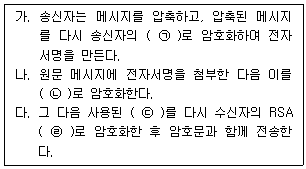 가. 송신자는 메시지를 압축하고, 압축된 메시지
를 다시 송신자의 ( ㉠ )로 암호화하여 전자
서명을 만든다.
나. 원문 메시지에 전자서명을 첨부한 다음 이를
( ㉡ )로 암호화한다.
다. 그 다음 사용된 ( ㉢ )를 다시 수신자의 RSA
( ㉣ )로 암호화한 후 암호문과 함께 전송한
다.